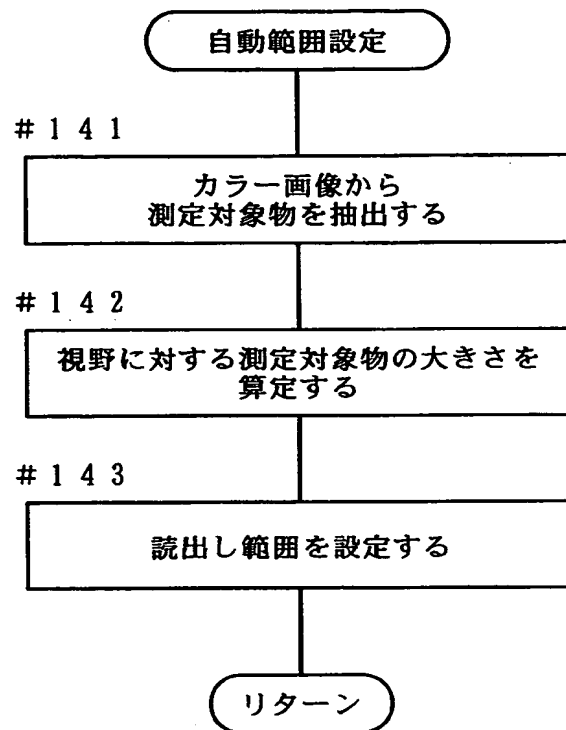 自動範囲設定
#141
カラー画像から
測定対象物を抽出する
#142
視野に対する測定対象物の大きさを
算定する
#143
読出し範囲を設定する
リターン